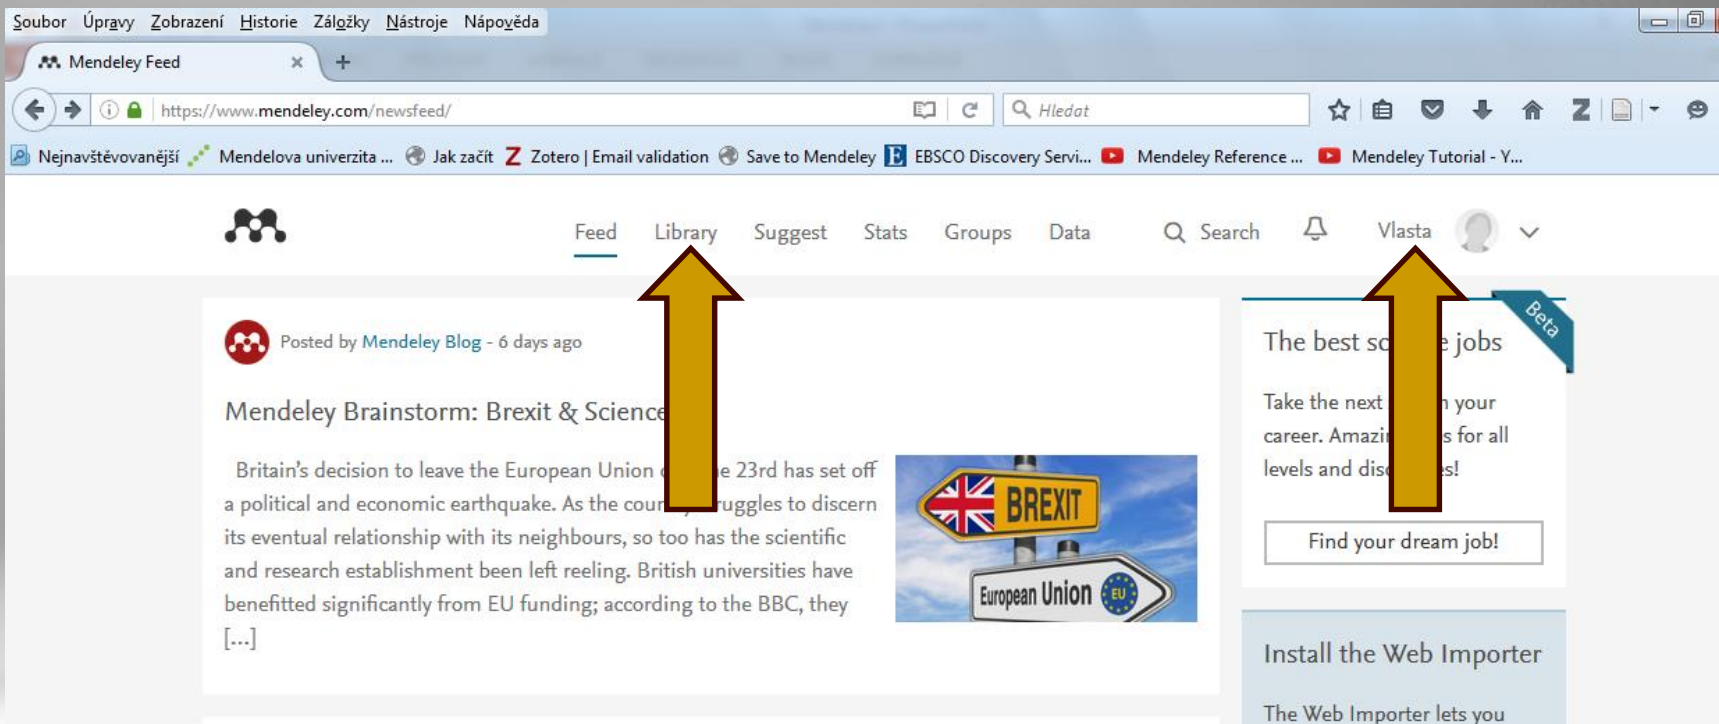 Soubor Úpravy Zobrazení Historie Záložky Nástroje Nápověda
Mendeley Feed
https://www.mendeley.com/newsfeed/
Hledat
Z
Nejnavštěvovanější Mendelova univerzita ... Jak začít Z Zotero | Email validation Save to Mendeley E EBSCO Discovery Servi... Mendeley Reference ... Mendeley Tutorial - Y...
Feed Library Suggest Stats Groups Data Search Vlasta
Posted by Mendeley Blog - 6 days ago
Mendeley Brainstorm: Brexit & Science
Britain's decision to leave the European Union 23rd has set off
a political and economic earthquake. As the struggles to discern
its eventual relationship with its neighbours, so too has the scientific
and research establishment been left reeling. British universities have
benefitted significantly from EU funding; according to the BBC, they
[...]
BREXIT
European Union EU
Beta
The best jobs
Take the next your
career. for all
levels and
Find your dream job!
Install the Web Importer
The Web Importer lets you